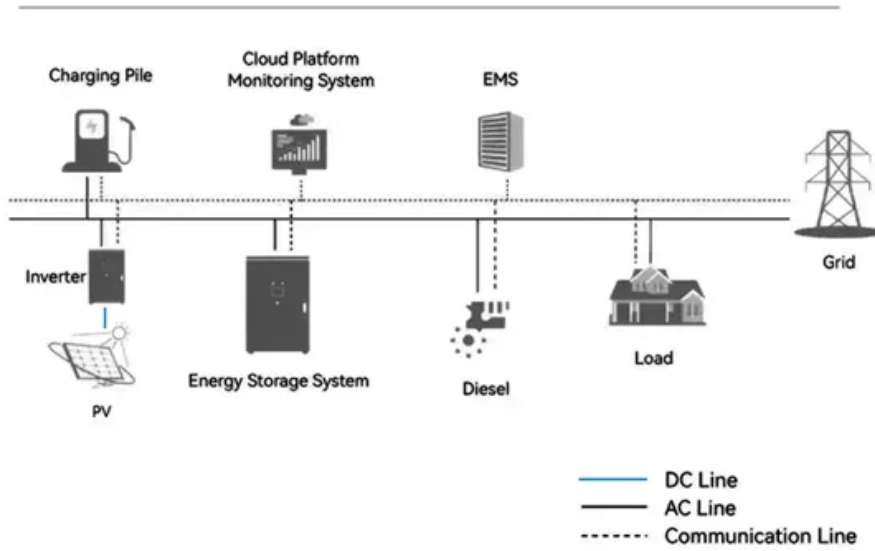 Charging Pile
Cloud Platform
Monitoring System
EMS
Inverter
Grid
PV
Energy Storage System
Diesel
Load
DC Line
AC Line
Communication Line